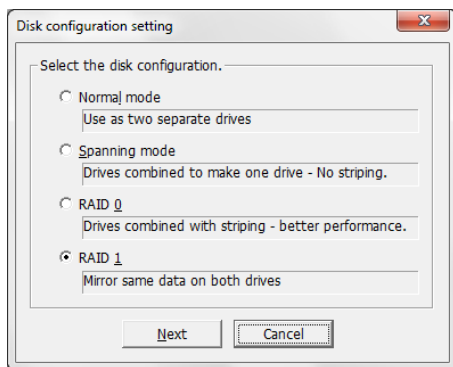 Disk configuration setting
Select the disk configuration.
Normal mode
Use as two separate drives
Spanning mode
Drives combined to make one drive - No striping.
RAID 0
Drives combined with striping - better performance.
RAID 1
Mirror same data on both drives
Next Cancel